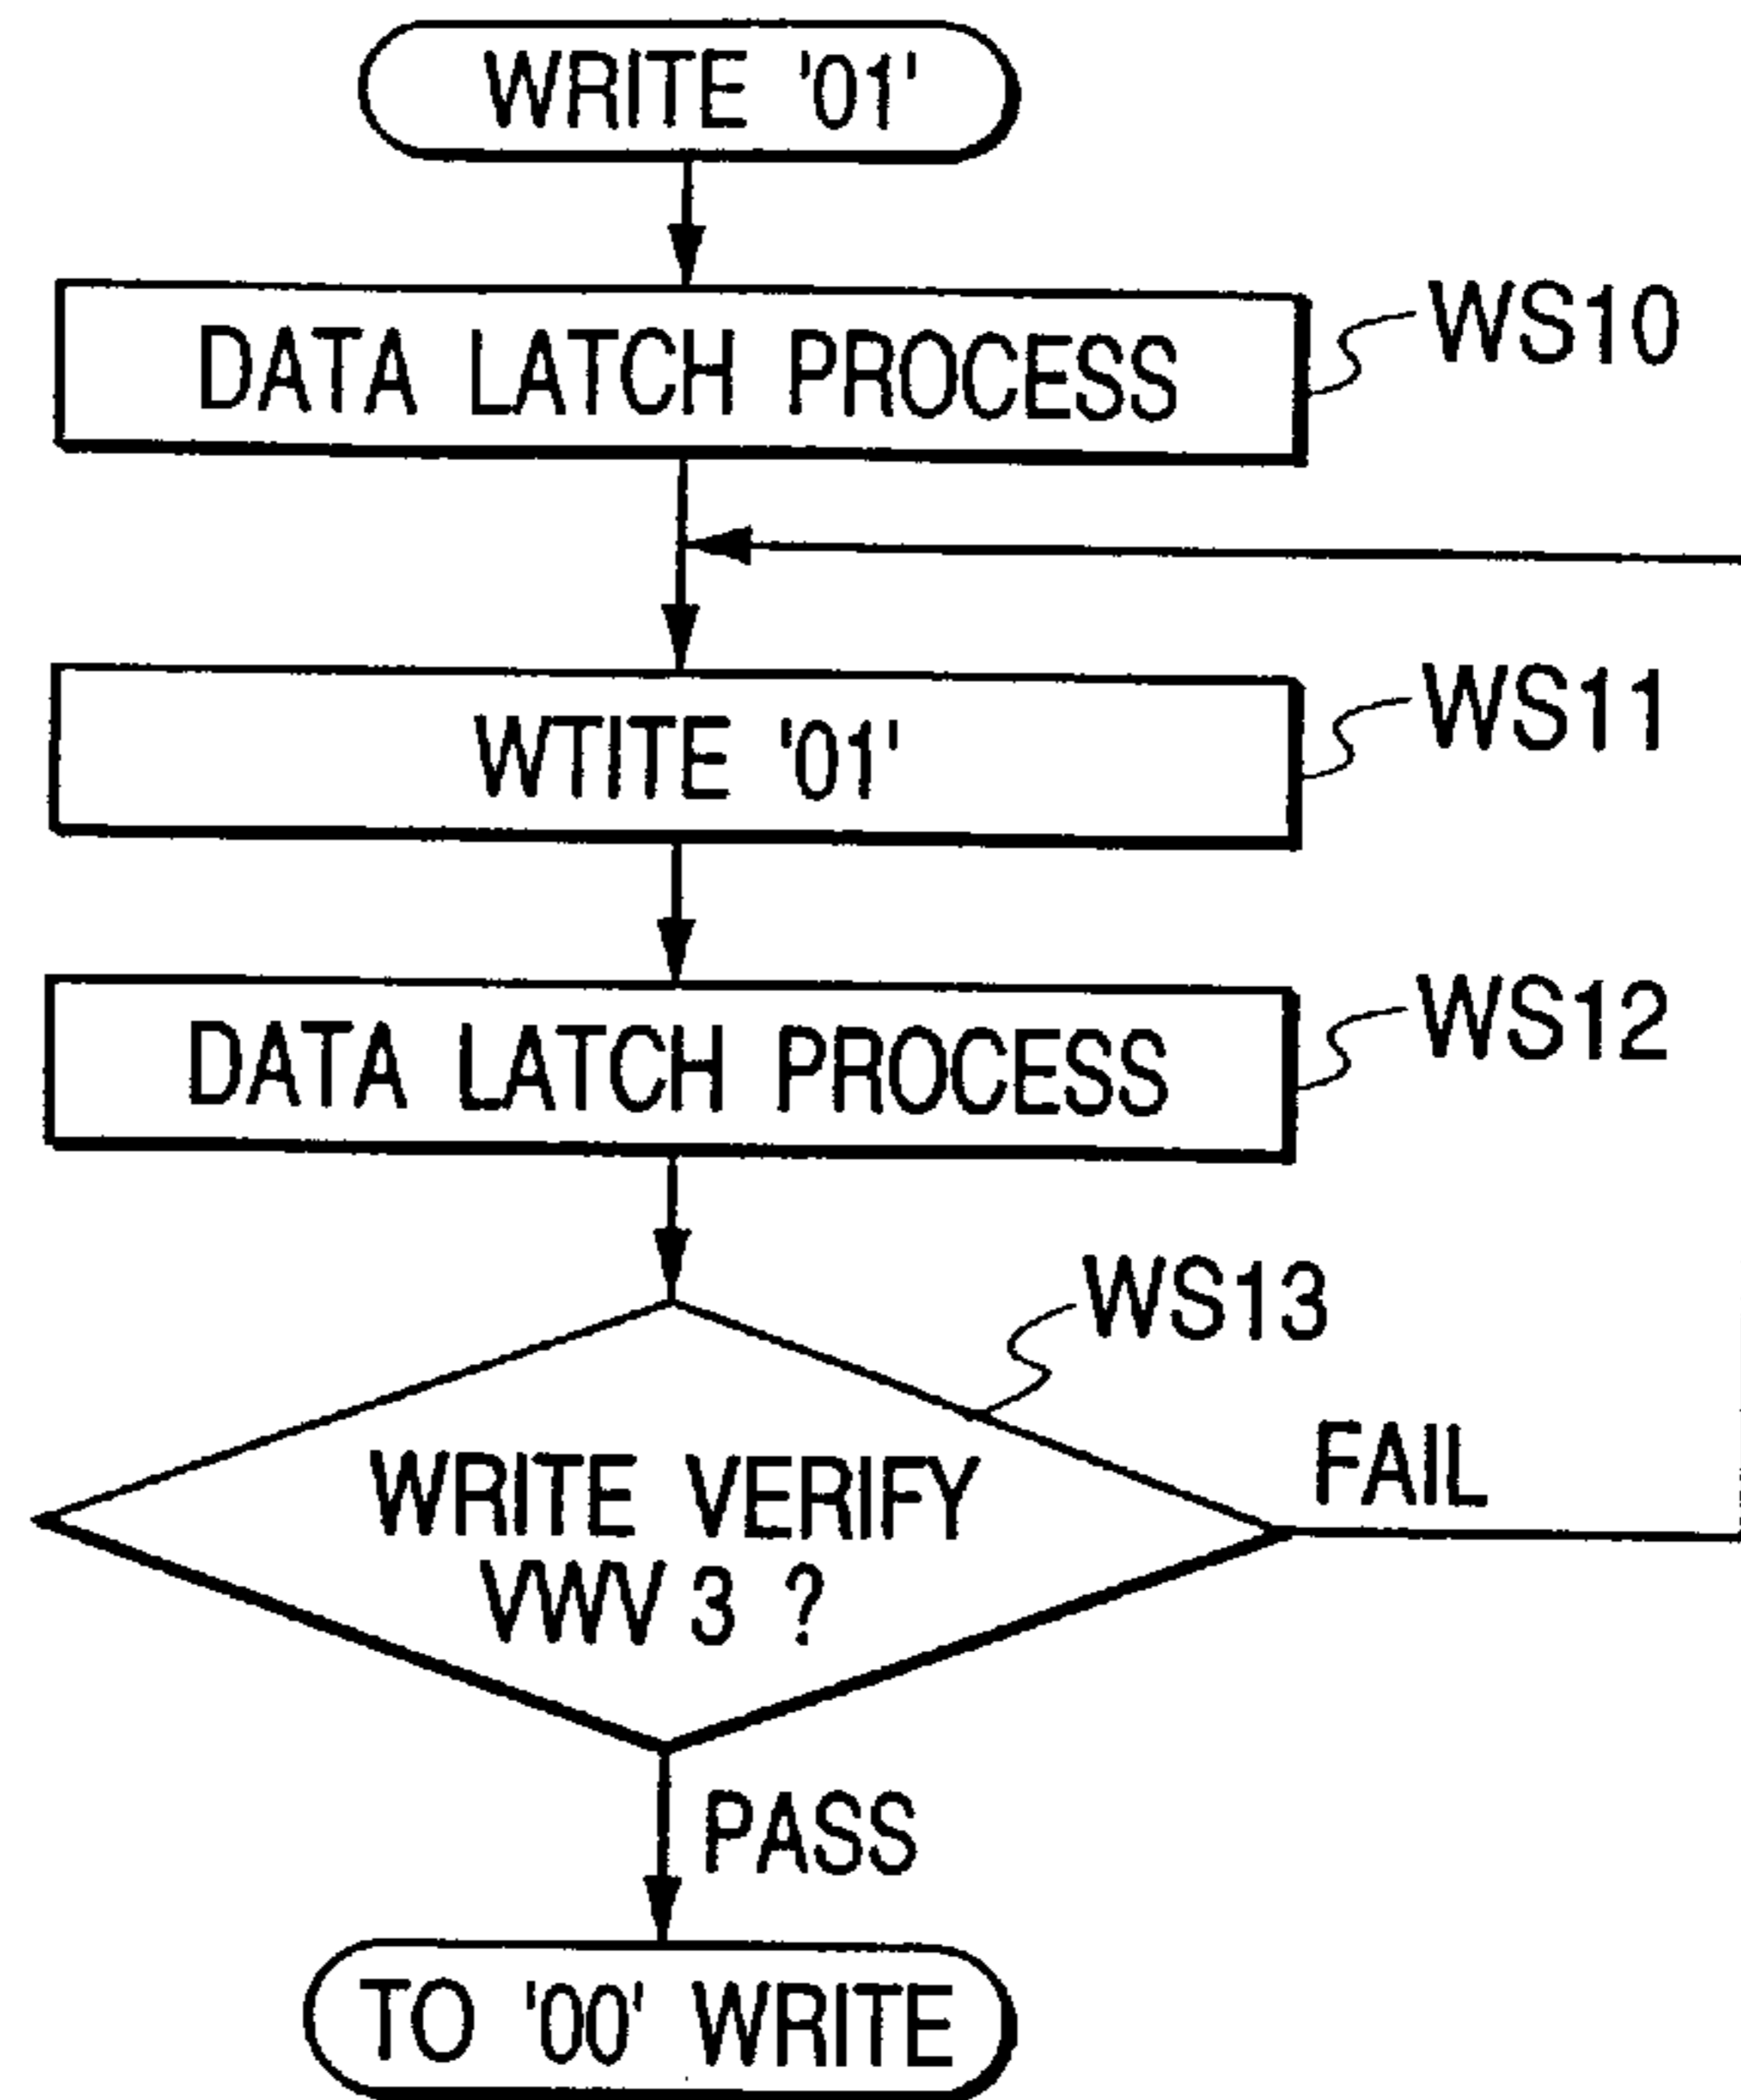 WRITE '01'
DATA LATCH PROCESS
WS10
WTITE '01'
WS11
DATA LATCH PROCESS
WS12
WS13
WRITE VERIFY
VWV 3 ?
FAIL
PASS
TO '00' WRITE